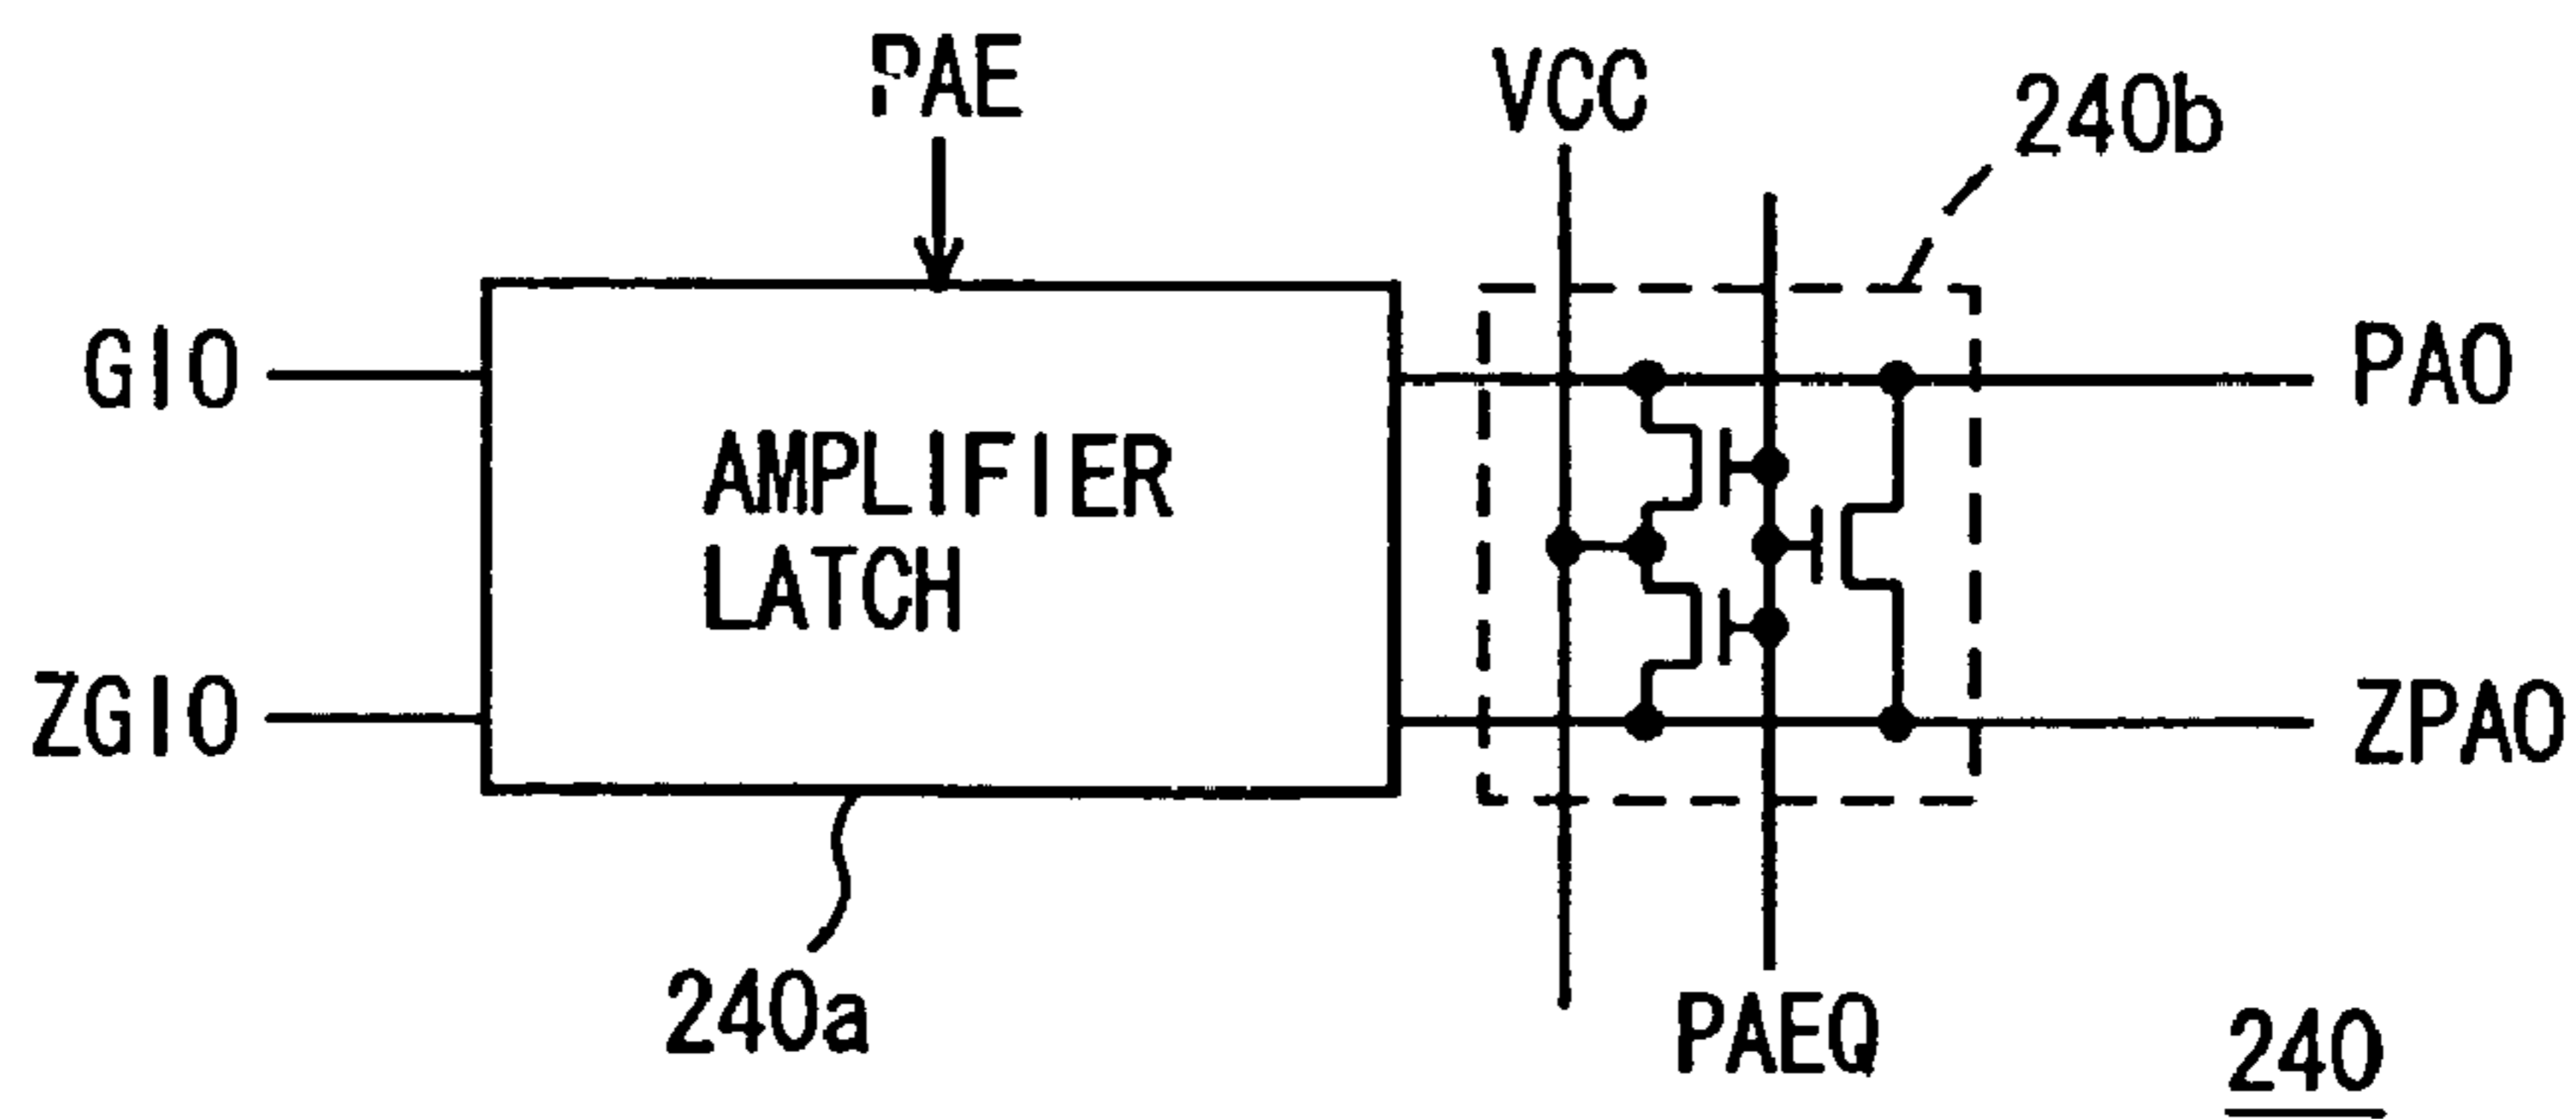 PAE
VCC
240b
GIO
PAO
AMPLIFIER
LATCH
ZGIO
ZPAO
240a
PAEQ
240